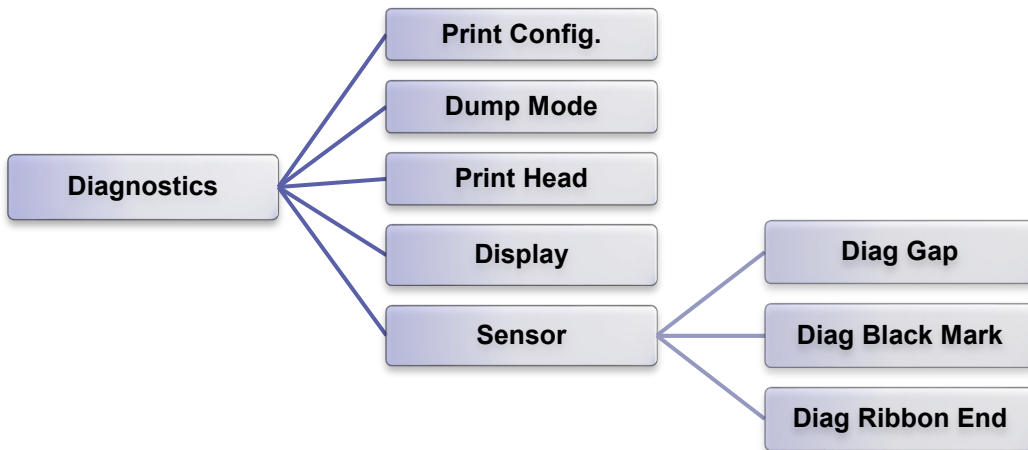 Print Config.
Dump Mode
Diagnostics
Print Head
Display
Diag Gap
Sensor
Diag Black Mark
Diag Ribbon End